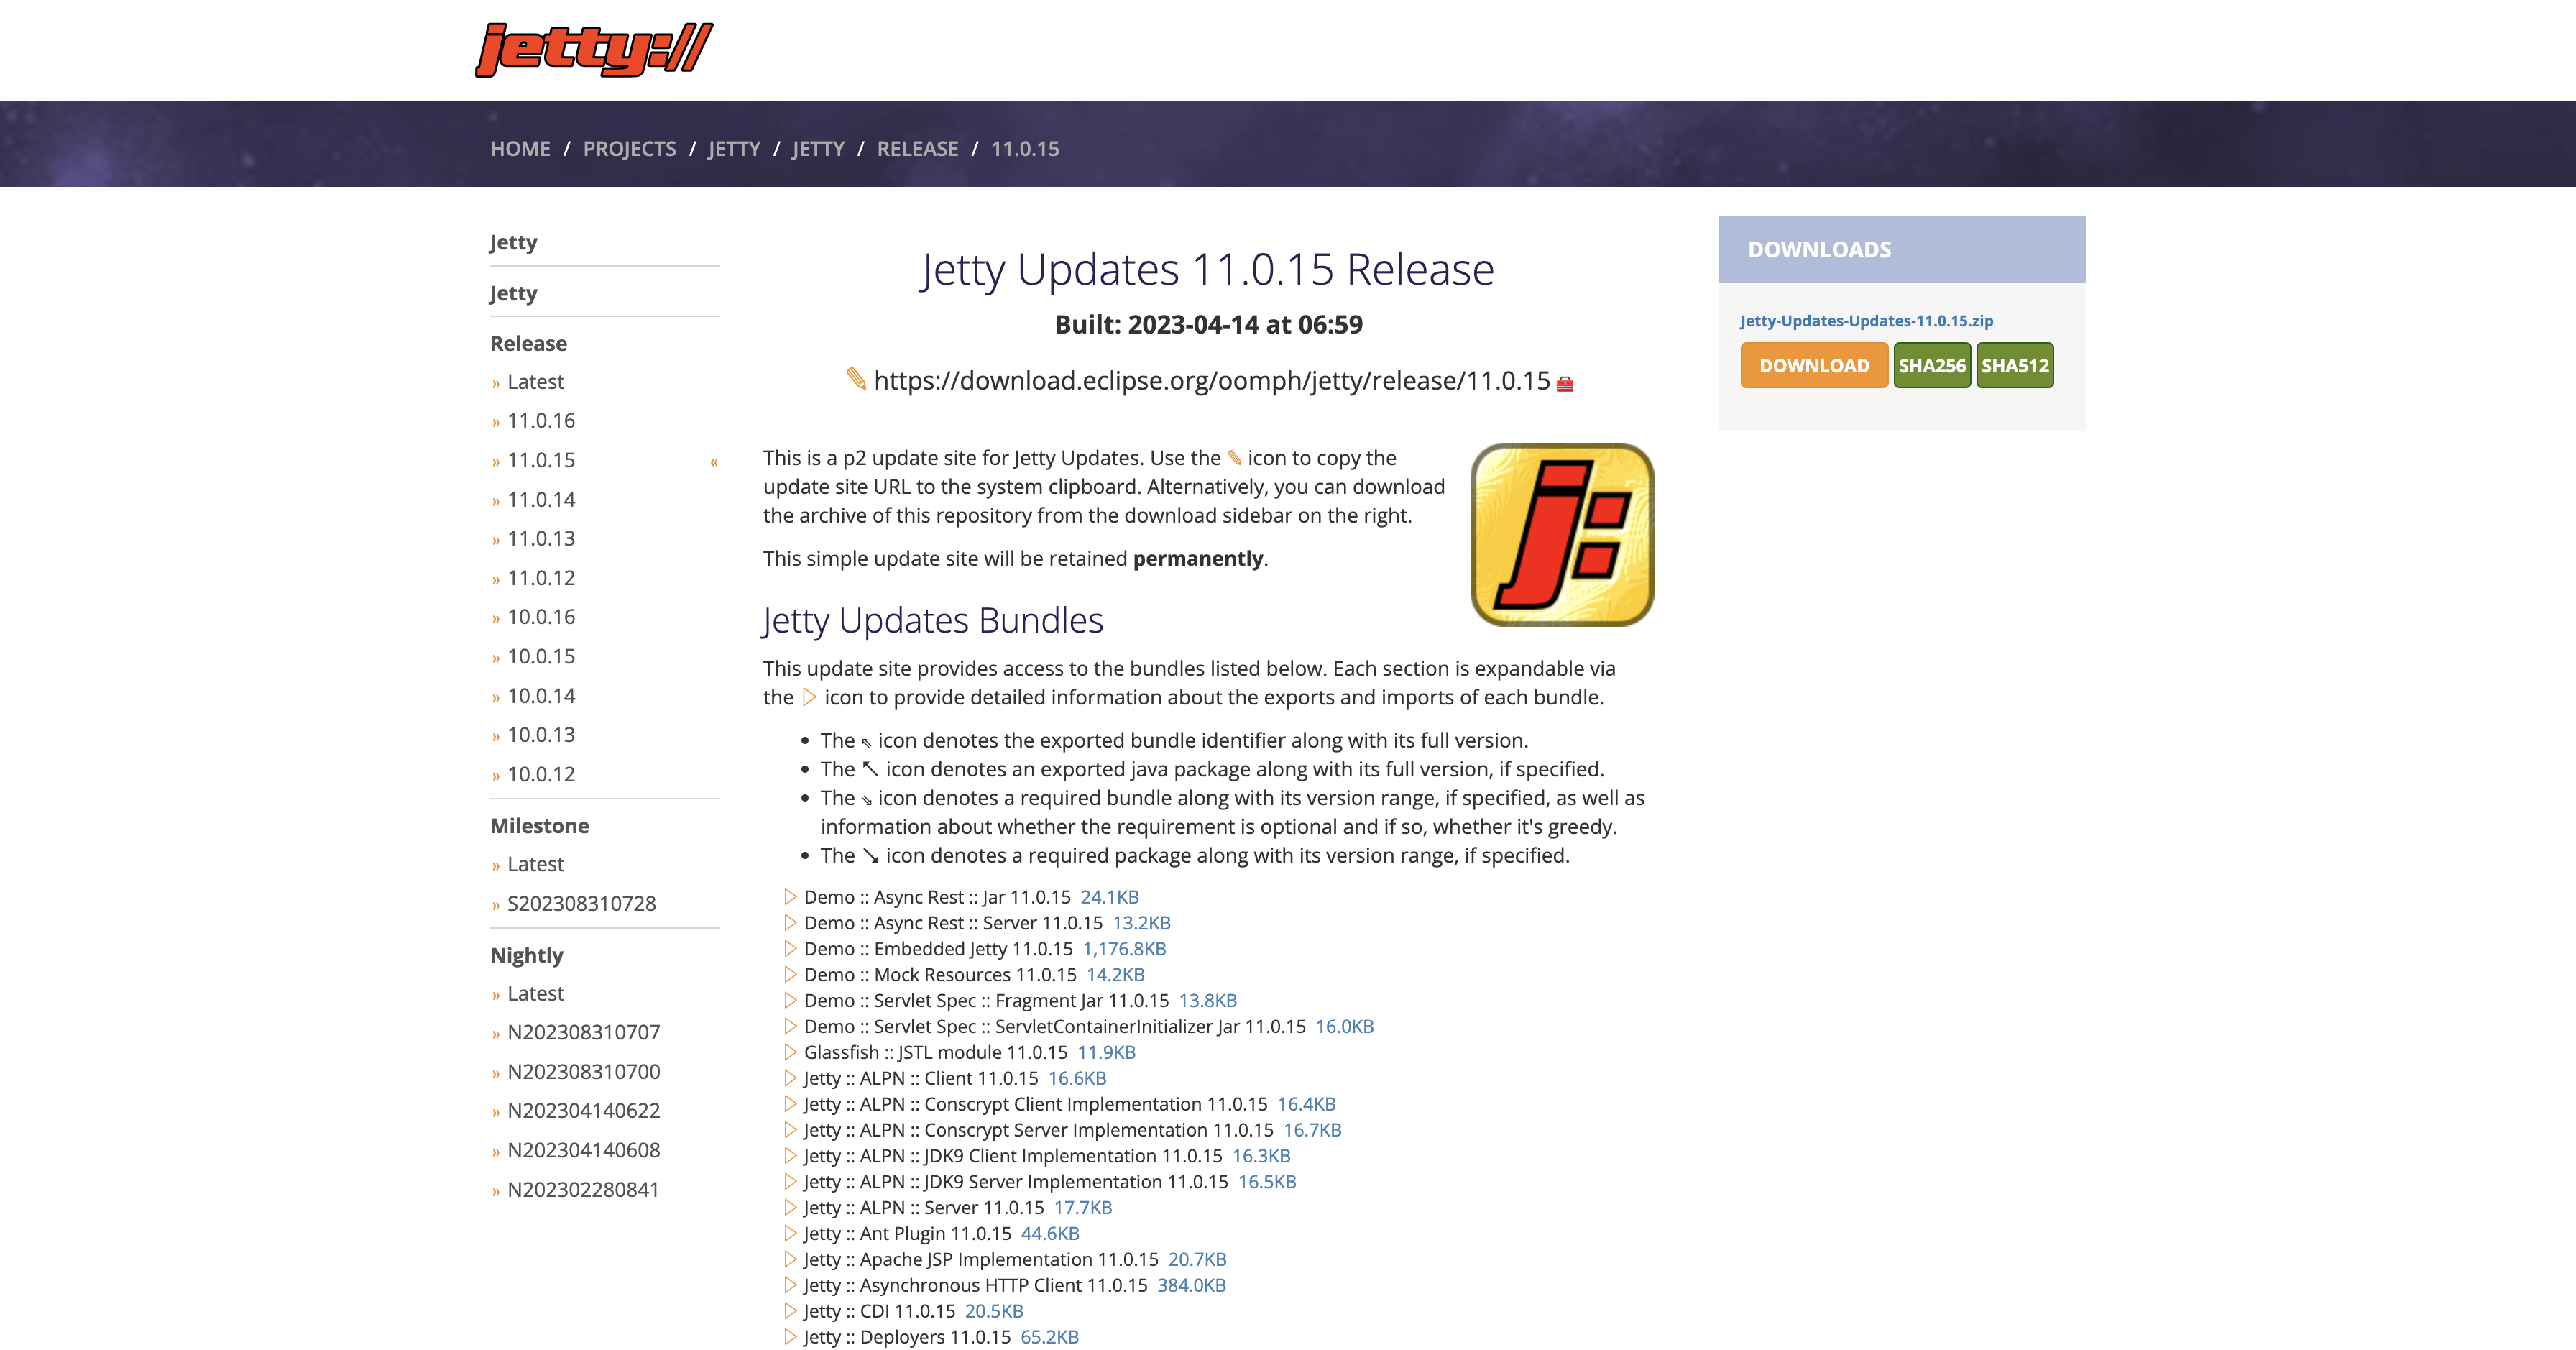 jetty://
HOME / PROJECTS / JETTY / JETTY / RELEASE / 11.0.15
Jetty
Jetty
Release
» Latest
» 11.0.16
» 11.0.15 «
» 11.0.14
» 11.0.13
» 11.0.12
» 10.0.16
» 10.0.15
» 10.0.14
» 10.0.13
» 10.0.12
Milestone
» Latest
» S202308310728
Nightly
» Latest
» N202308310707
» N202308310700
» N202304140622
» N202304140608
» N202302280841
Jetty Updates 11.0.15 Release
Built: 2023-04-14 at 06:59
✎ https://download.eclipse.org/oomph/jetty/release/11.0.15
This is a p2 update site for Jetty Updates. Use the ✎ icon to copy the
update site URL to the system clipboard. Alternatively, you can download
the archive of this repository from the download sidebar on the right.
This simple update site will be retained permanently.
j:
Jetty Updates Bundles
This update site provides access to the bundles listed below. Each section is expandable via
the ▷ icon to provide detailed information about the exports and imports of each bundle.
• The ⇖ icon denotes the exported bundle identifier along with its full version.
• The ↖ icon denotes an exported java package along with its full version, if specified.
• The ⇘ icon denotes a required bundle along with its version range, if specified, as well as
information about whether the requirement is optional and if so, whether it's greedy.
• The ↘ icon denotes a required package along with its version range, if specified.
▷ Demo :: Async Rest :: Jar 11.0.15 24.1KB
▷ Demo :: Async Rest :: Server 11.0.15 13.2KB
▷ Demo :: Embedded Jetty 11.0.15 1,176.8KB
▷ Demo :: Mock Resources 11.0.15 14.2KB
▷ Demo :: Servlet Spec :: Fragment Jar 11.0.15 13.8KB
▷ Demo :: Servlet Spec :: ServletContainerInitializer Jar 11.0.15 16.0KB
▷ Glassfish :: JSTL module 11.0.15 11.9KB
▷ Jetty :: ALPN :: Client 11.0.15 16.6KB
▷ Jetty :: ALPN :: Conscrypt Client Implementation 11.0.15 16.4KB
▷ Jetty :: ALPN :: Conscrypt Server Implementation 11.0.15 16.7KB
▷ Jetty :: ALPN :: JDK9 Client Implementation 11.0.15 16.3KB
▷ Jetty :: ALPN :: JDK9 Server Implementation 11.0.15 16.5KB
▷ Jetty :: ALPN :: Server 11.0.15 17.7KB
▷ Jetty :: Ant Plugin 11.0.15 44.6KB
▷ Jetty :: Apache JSP Implementation 11.0.15 20.7KB
▷ Jetty :: Asynchronous HTTP Client 11.0.15 384.0KB
▷ Jetty :: CDI 11.0.15 20.5KB
▷ Jetty :: Deployers 11.0.15 65.2KB
DOWNLOADS
Jetty-Updates-Updates-11.0.15.zip
DOWNLOAD SHA256 SHA512